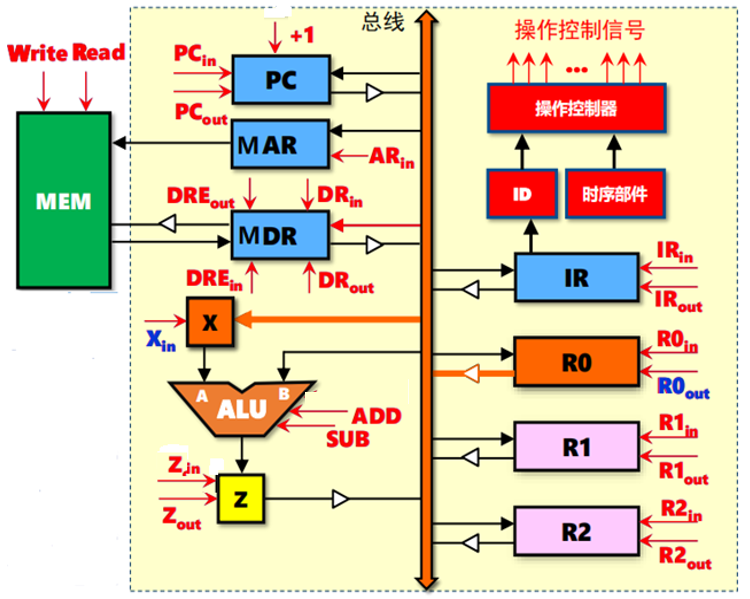 总线
操作控制信号
+1
Write Read
PCin
PC
PCout
...
操作控制器
MAR
ARin
MEM
ID
时序部件
DREout
DRin
MDR
DREin
DRout
IRin
IR
IRout
X
Xin
R0in
R0
R0out
A
B
ALU
ADD
SUB
R1in
R1
R1out
Zin
Z
Zout
R2in
R2
R2out